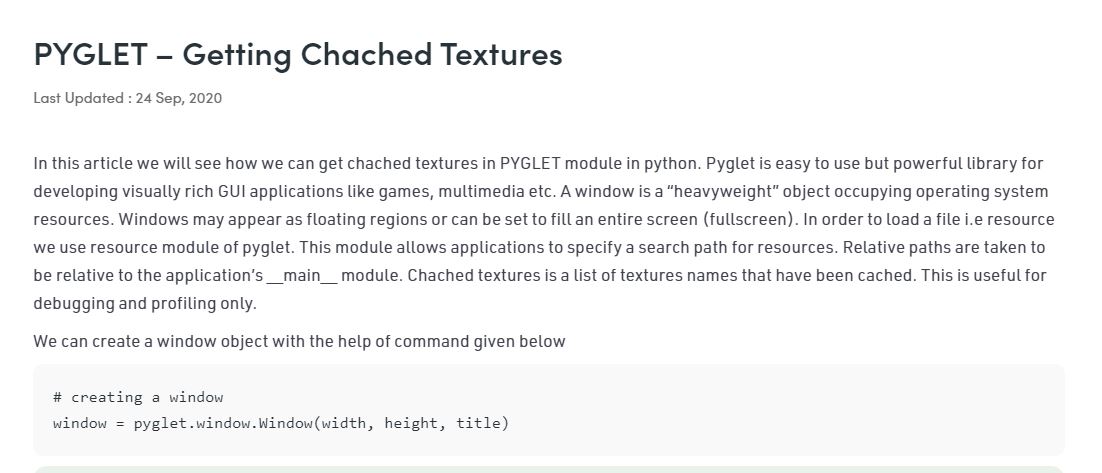 PYGLET – Getting Chached Textures
Last Updated : 24 Sep, 2020
In this article we will see how we can get chached textures in PYGLET module in python. Pyglet is easy to use but powerful library for
developing visually rich GUI applications like games, multimedia etc. A window is a “heavyweight” object occupying operating system
resources. Windows may appear as floating regions or can be set to fill an entire screen (fullscreen). In order to load a file i.e resource
we use resource module of pyglet. This module allows applications to specify a search path for resources. Relative paths are taken to
be relative to the application’s __main__ module. Chached textures is a list of textures names that have been cached. This is useful for
debugging and profiling only.
We can create a window object with the help of command given below
# creating a window
window = pyglet.window.Window(width, height, title)